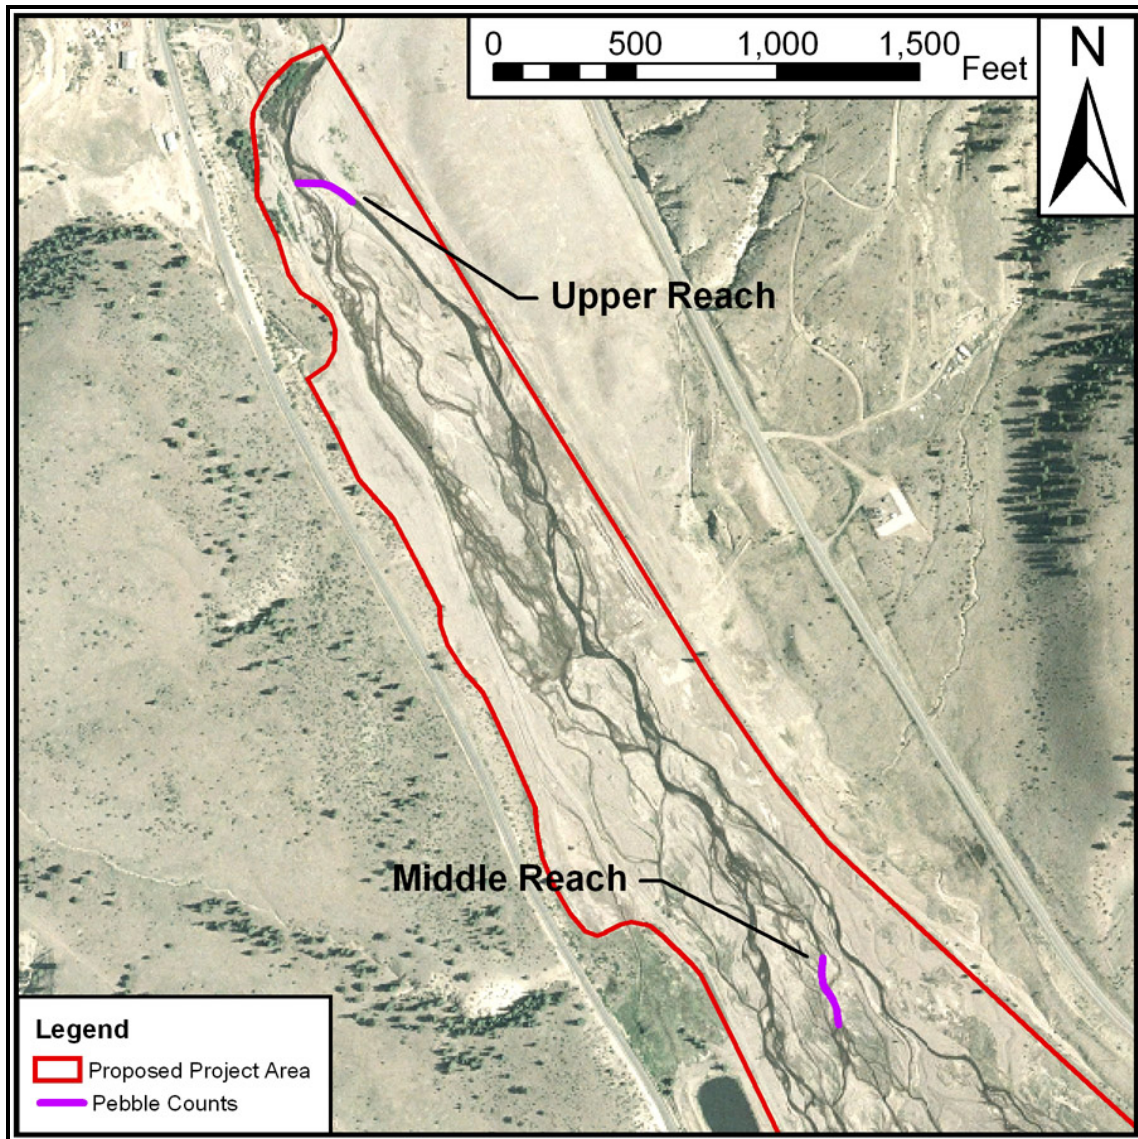 0 500 1,000 1,500
Feet
N
Upper Reach
Middle Reach
Legend
Proposed Project Area
Pebble Counts